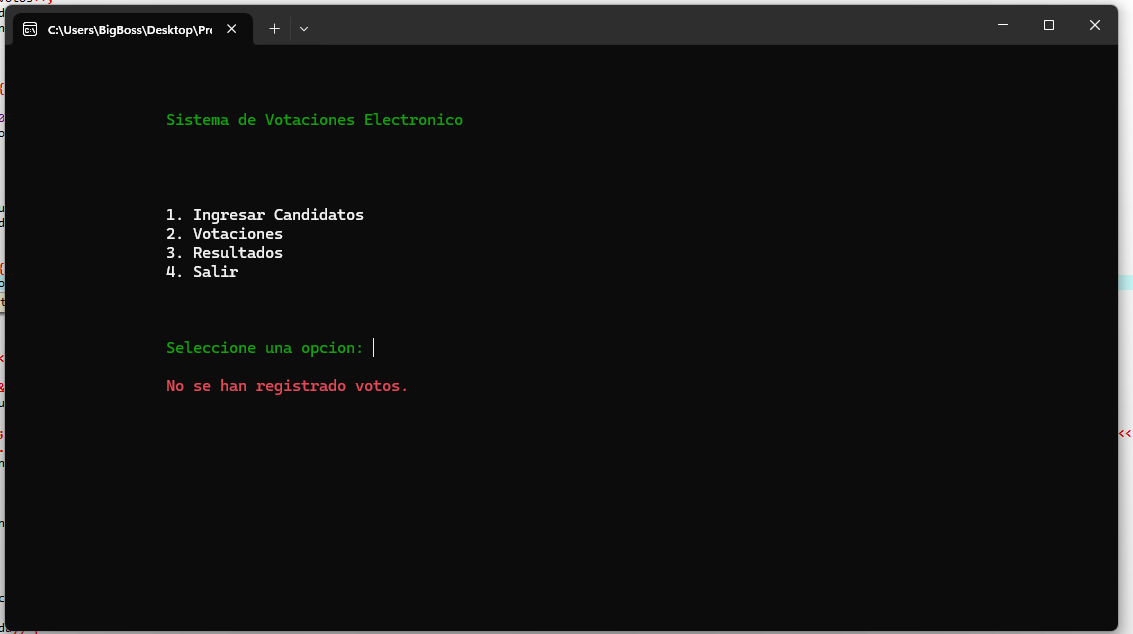 C:\Users\BigBoss\Desktop\Pr
Sistema de Votaciones Electronico
1. Ingresar Candidatos
2. Votaciones
3. Resultados
4. Salir
Seleccione una opcion:
No se han registrado votos.
<<